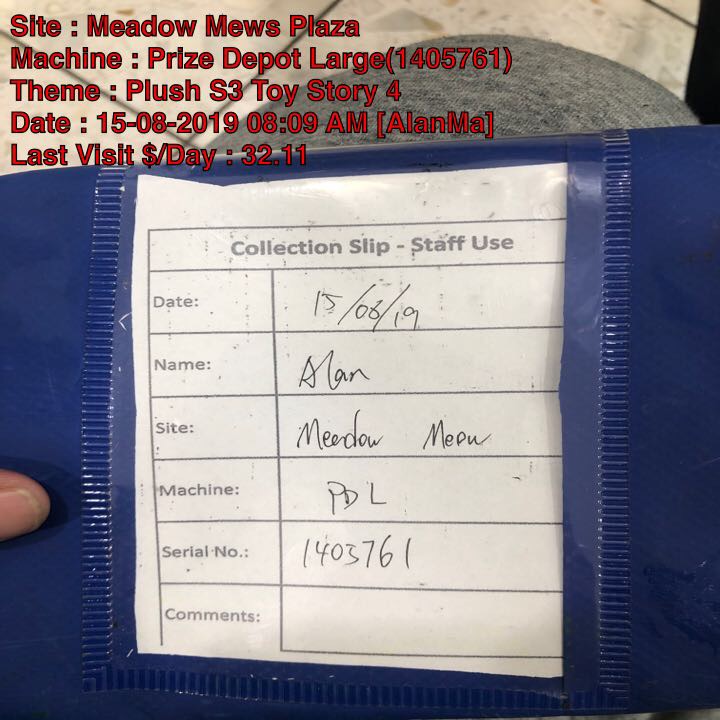 Site : Meadow Mews Plaza
Machine : Prize Depot Large(1405761)
Theme : Plush S3 Toy Story 4
Date : 15-08-2019 08:09 AM [AlanMa]
Last Visit $/Day : 32.11
Collection Slip - Staff Use
Date: 15/08/19
Name: Alan
Site: Meadow
Machine: PDL
Serial No.: 1405761
Comments: